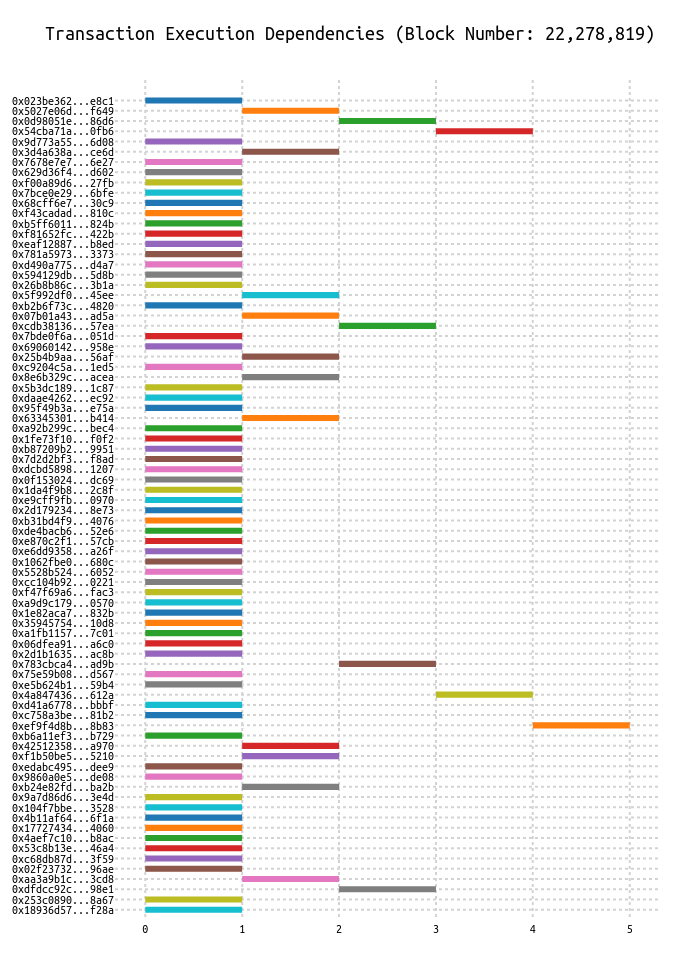 Transaction Execution Dependencies (Block Number: 22,278,819)
0x023be362...e8c1
0x5027e06d...f649
0x0d98051e...86d6
0x54cba71a...0fb6
0x9d773a55...6d08
0x3d4a638a...ce6d
0x7678e7e7...6e27
0x629d36f4...d602
0xf00a89d6...27fb
0x7bce0e29...6bfe
0x68cff6e7...30c9
0xf43cadad...810c
0xb5ff6011...824b
0xf81652fc...422b
0xeaf12887...b8ed
0x781a5973...3373
0xd490a775...d4a7
0x594129db...5d8b
0x26b8b86c...3b1a
0x5f992df0...45ee
0xb2b6f73c...4820
0x07b01a43...ad5a
0xcdb38136...57ea
0x7bde0f6a...051d
0x69060142...958e
0x25b4b9aa...56af
0xc9204c5a...1ed5
0x8e6b329c...acea
0x5b3dc189...1c87
0xdaae4262...ec92
0x95f49b3a...e75a
0x63345301...b414
0xa92b299c...bec4
0x1fe73f10...f0f2
0xb87209b2...9951
0x7d2d2bf3...f8ad
0xdcbd5898...1207
0x0f153024...dc69
0x1da4f9b8...2c8f
0xe9cff9fb...0970
0x2d179234...8e73
0xb31bd4f9...4076
0xde4bacb6...52e6
0xe870c2f1...57cb
0xe6dd9358...a26f
0x1062fbe0...680c
0x5528b524...6052
0xcc104b92...0221
0xf47f69a6...fac3
0xa9d9c179...0570
0x1e82aca7...832b
0x35945754...10d8
0xa1fb1157...7c01
0x06dfea91...a6c0
0x2d1b1635...ac8b
0x783cbca4...ad9b
0x75e59b08...d567
0xe5b624b1...59b4
0x4a847436...612a
0xd41a6778...bbbf
0xc758a3be...81b2
0xef9f4d8b...8b83
0xb6a11ef3...b729
0x42512358...a970
0xf1b50be5...5210
0xedabc495...dee9
0x9860a0e5...de08
0xb24e82fd...ba2b
0x9a7d86d6...3e4d
0x104f7bbe...3528
0x4b11af64...6f1a
0x17727434...4060
0x4aef7c10...b8ac
0x53c8b13e...46a4
0xc68db87d...3f59
0x02f23732...96ae
0xaa3a9b1c...3cd8
0xdfdcc92c...98e1
0x253c0890...8a67
0x18936d57...f28a
0 1 2 3 4 5